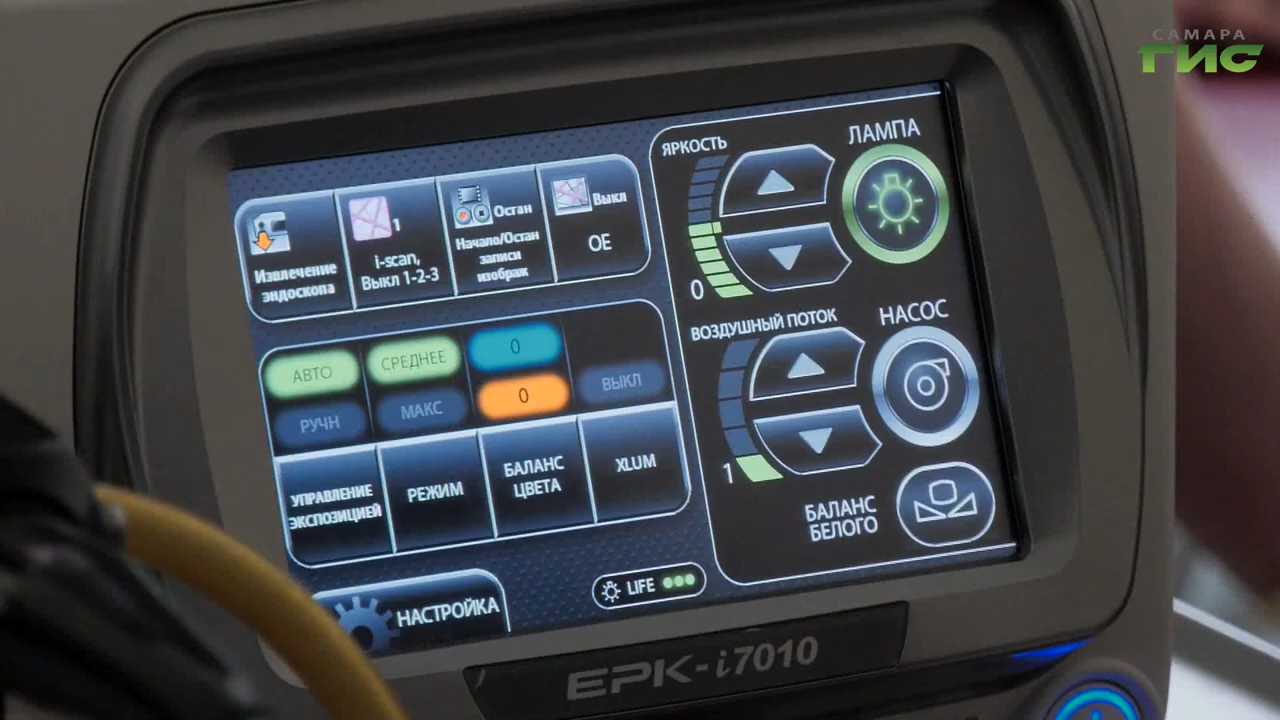 САМАРА
ГИС
ЯРКОСТЬ
ЛАМПА
0
ВОЗДУШНЫЙ ПОТОК
НАСОС
1
БАЛАНС
БЕЛОГО
Извлечение
эндоскопа
1
i-scan,
Выкл 1-2-3
Остан
Начало/Остан
записи
изображ
Выкл
OE
АВТО
СРЕДНЕЕ
0
РУЧН
МАКС
0
ВЫКЛ
УПРАВЛЕНИЕ
ЭКСПОЗИЦИЕЙ
РЕЖИМ
БАЛАНС
ЦВЕТА
XLUM
НАСТРОЙКА
LIFE
EPK-i7010